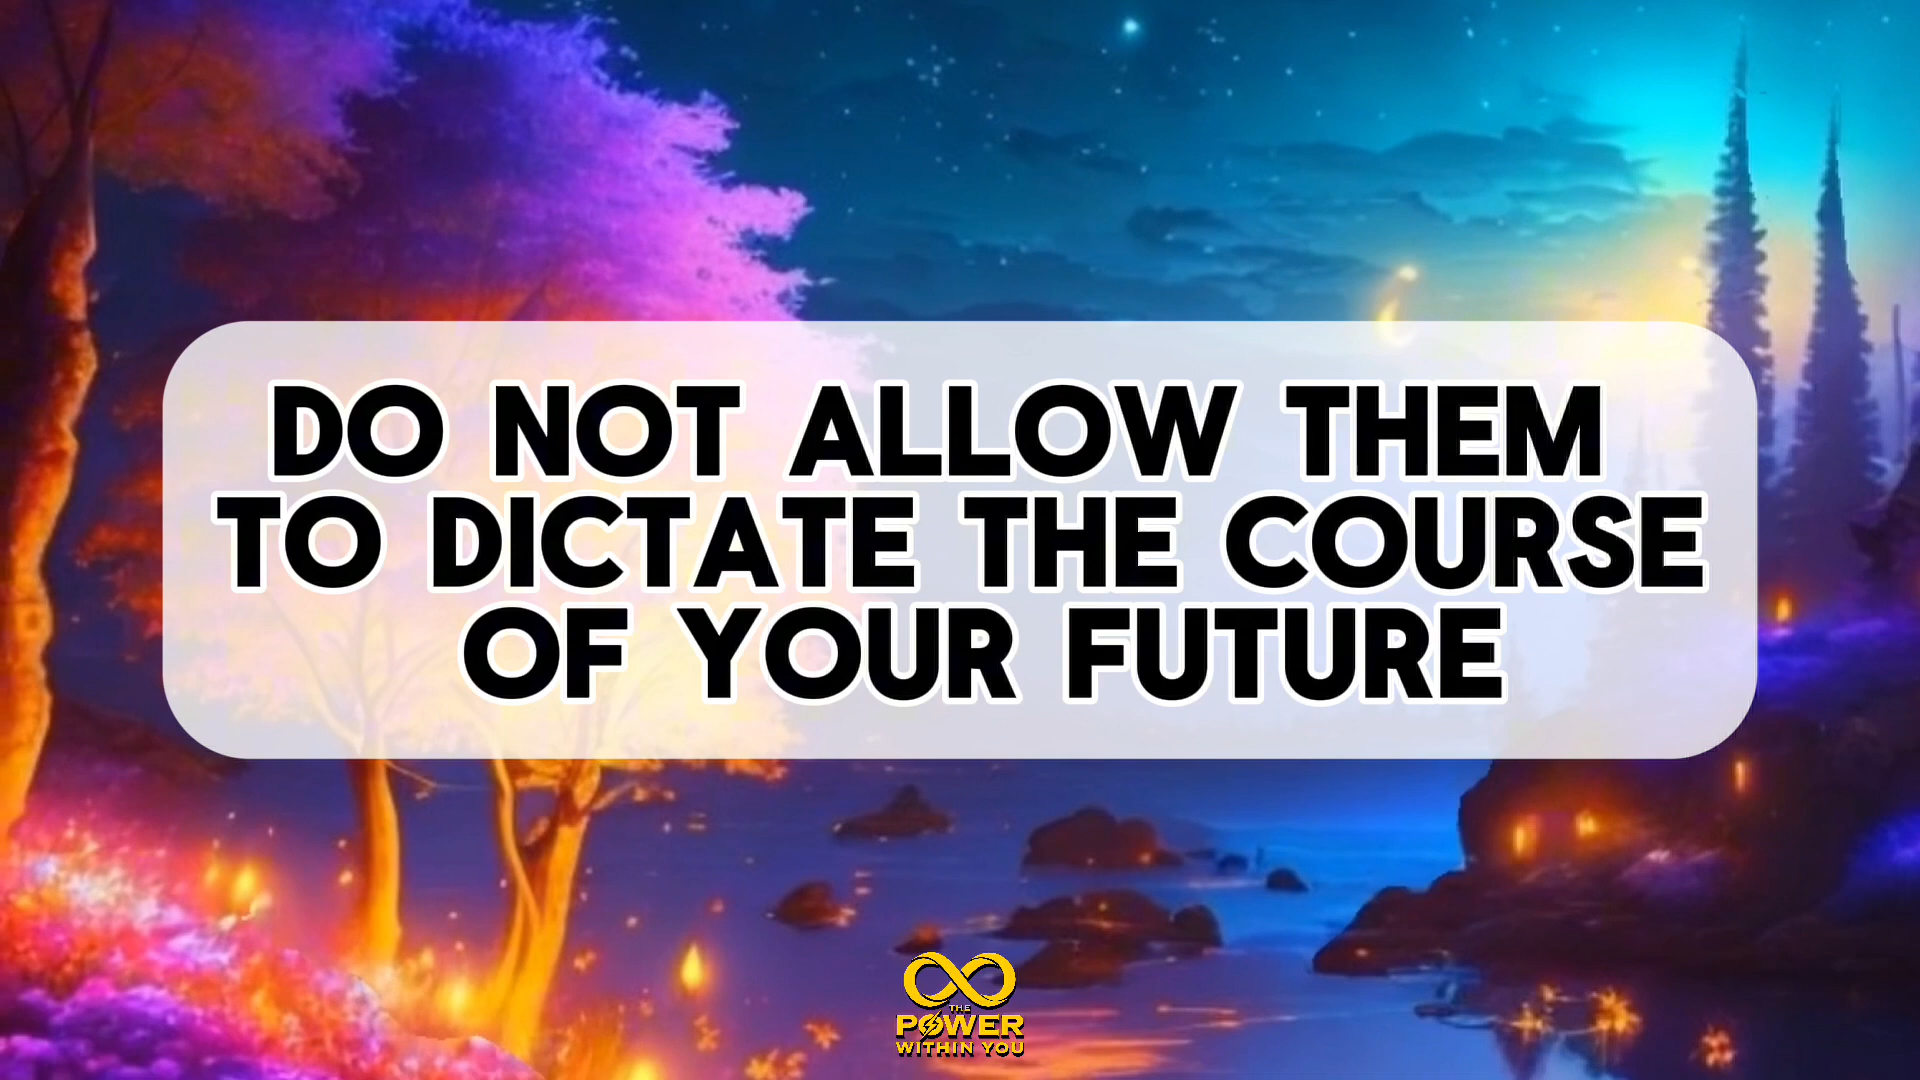 DO NOT ALLOW THEM
TO DICTATE THE COURSE
OF YOUR FUTURE
THE
POWER
WITHIN YOU